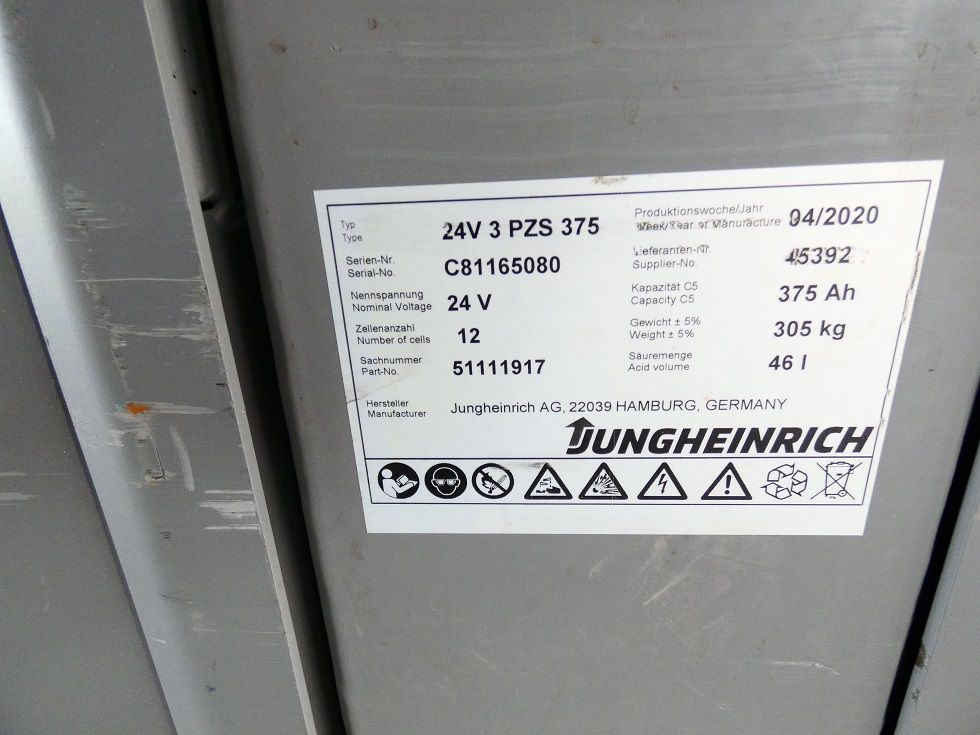 Typ
Type
24V 3 PZS 375
Serien-Nr.
Serial-No.
C81165080
Nennspannung
Nominal Voltage
24 V
Zellenanzahl
Number of cells
12
Sachnummer
Part-No.
51111917
Produktionswoche/Jahr
Week/Year of Manufacture
04/2020
Lieferanten-Nr.
Supplier-No.
45392
Kapazität C5
Capacity C5
375 Ah
Gewicht ± 5%
Weight ± 5%
305 kg
Säuremenge
Acid volume
46 l
Hersteller
Manufacturer
Jungheinrich AG, 22039 HAMBURG, GERMANY
JUNGHEINRICH